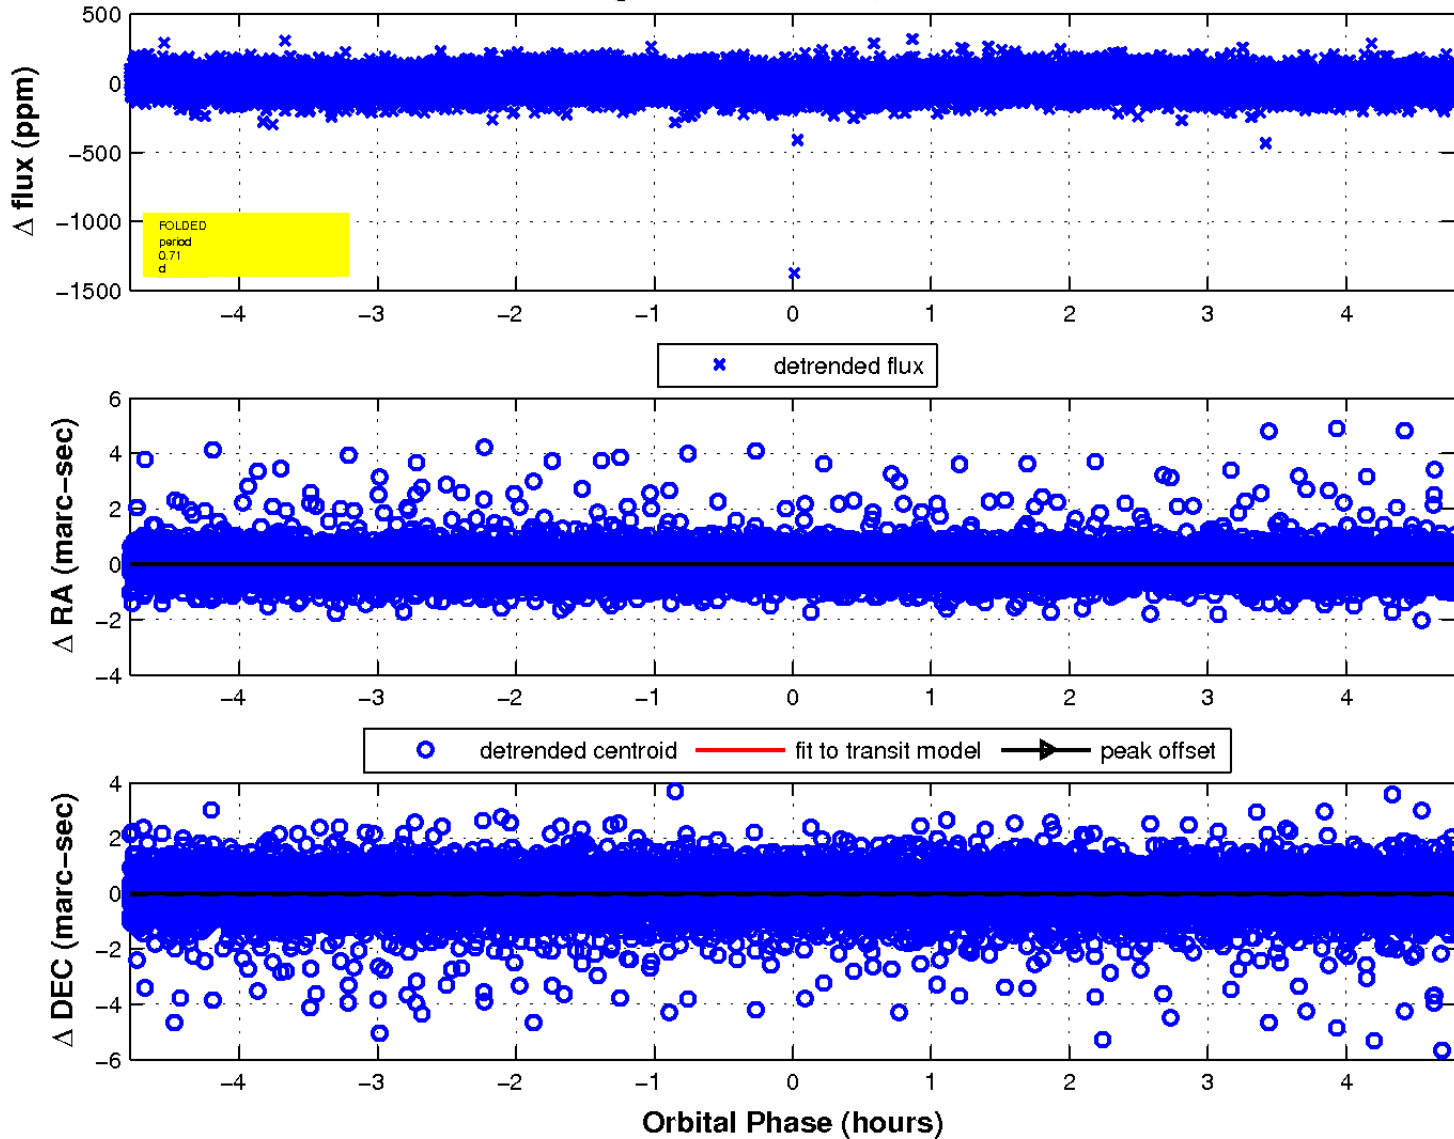 500
0
−500
−1000
−1500
Δ flux (ppm)
FOLDED
period
0.71
d
−4 −3 −2 −1 0 1 2 3 4
detrended flux
6
4
2
0
−2
−4
Δ RA (marc−sec)
−4 −3 −2 −1 0 1 2 3 4
detrended centroid fit to transit model peak offset
4
2
0
−2
−4
−6
Δ DEC (marc−sec)
−4 −3 −2 −1 0 1 2 3 4
Orbital Phase (hours)